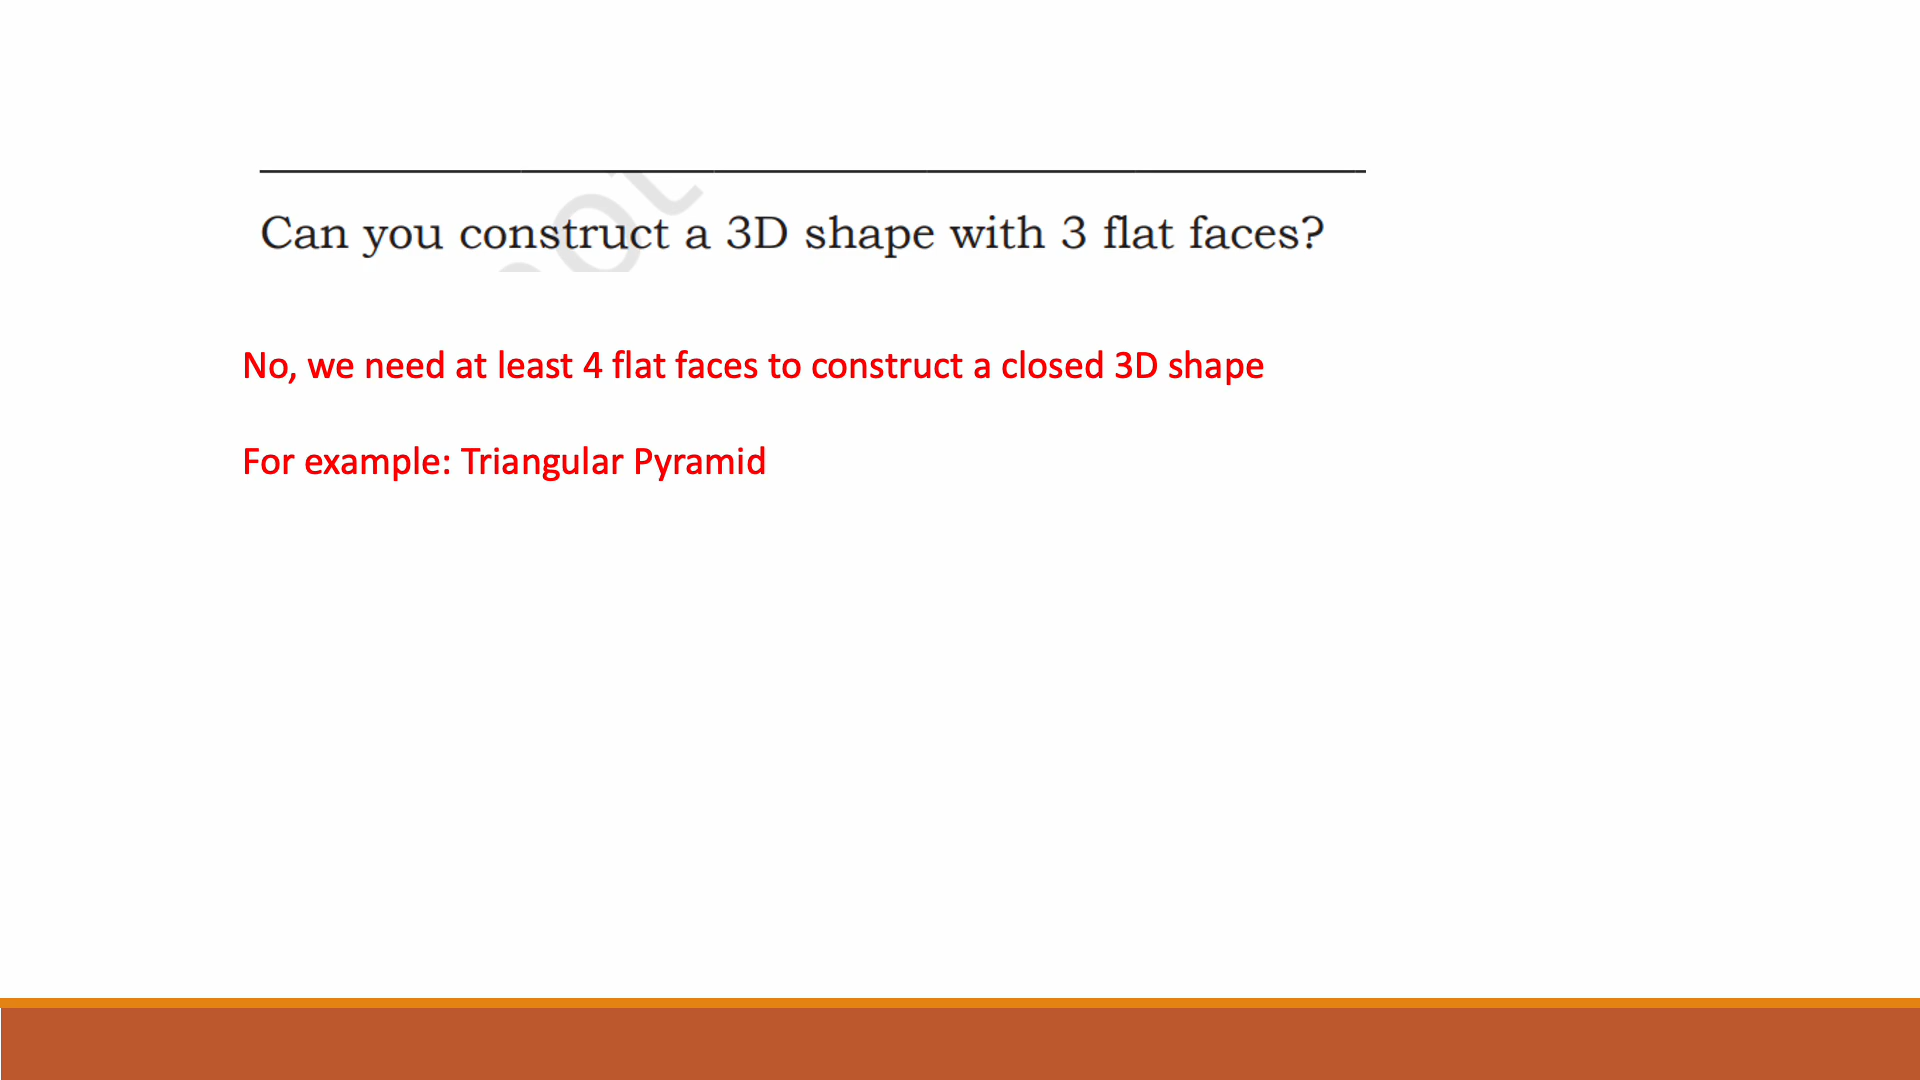 Can you construct a 3D shape with 3 flat faces?
No, we need at least 4 flat faces to construct a closed 3D shape
For example: Triangular Pyramid